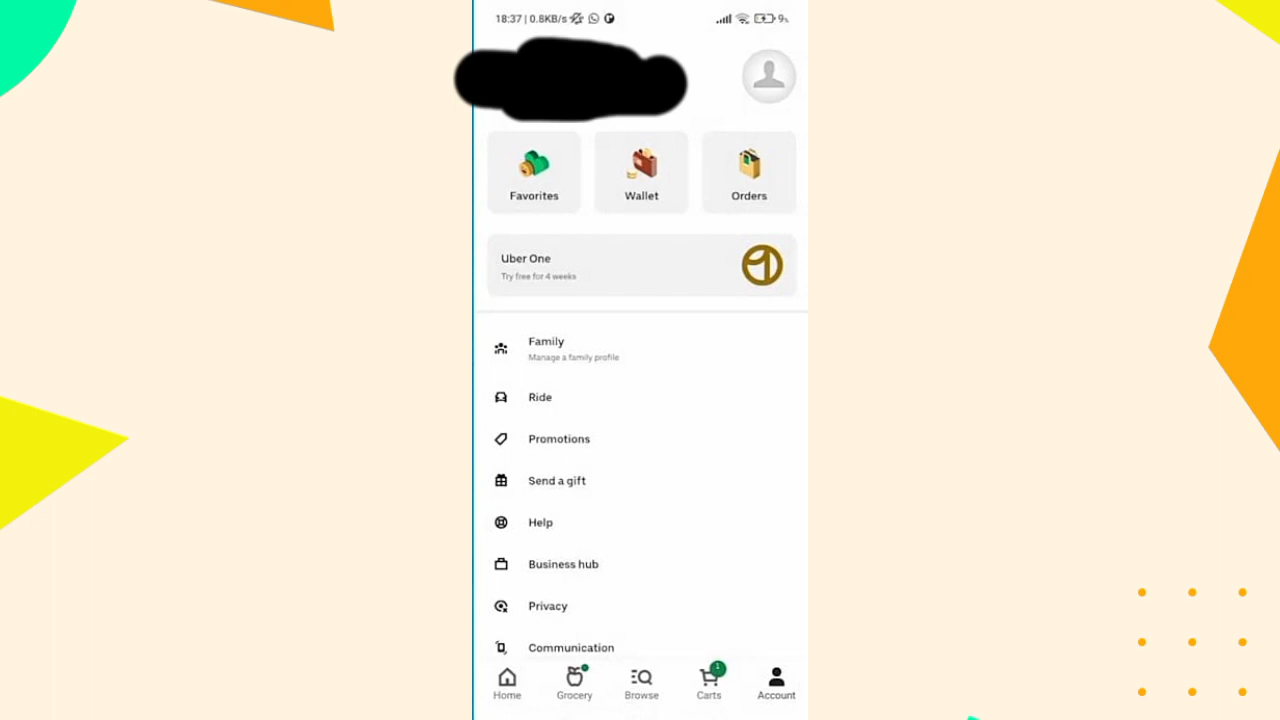 18:37 | 0.8KB/s
Favorites
Wallet
Orders
Uber One
Try free for 4 weeks
Family
Manage a family profile
Ride
Promotions
Send a gift
Help
Business hub
Privacy
Communication
1
Home
Grocery
Browse
Carts
Account